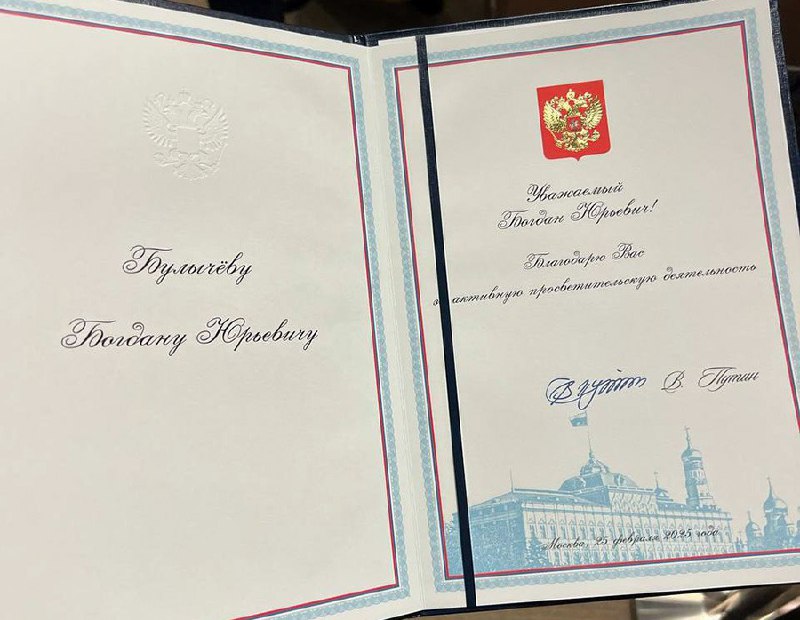 Булычёву
Богдану Юрьевичу
Уважаемый
Богдан Юрьевич!
Благодарю Вас
за активную просветительскую деятельность
В. Путин
Москва, 25 февраля 2025 года